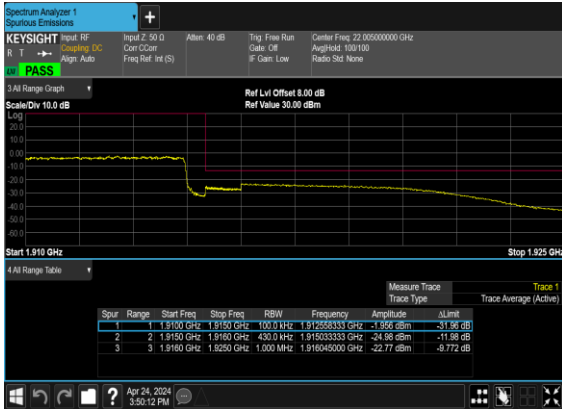 Spectrum Analyzer 1
Spurious Emissions
+
KEYSIGHT Input: RF Input Z: 50 Ω Atten: 40 dB Trig: Free Run Center Freq: 22.005000000 GHz
R T Coupling: DC Corr CCorr Gate: Off Avg|Hold: 100/100
Align: Auto Freq Ref: Int (S) IF Gain: Low Radio Std: None
PASS
3 All Range Graph
Scale/Div 10.0 dB Ref Lvl Offset 8.00 dB
Ref Value 30.00 dBm
Log
20.0
10.0
0.00
-10.0
-20.0
-30.0
-40.0
-50.0
-60.0
Start 1.910 GHz Stop 1.925 GHz
4 All Range Table
Measure Trace Trace 1
Trace Type Trace Average (Active)
Spur Range Start Freq Stop Freq RBW Frequency Amplitude ΔLimit
1 1 1.9100 GHz 1.9150 GHz 100.0 kHz 1.912558333 GHz -1.956 dBm -31.96 dB
2 2 1.9150 GHz 1.9160 GHz 430.0 kHz 1.915033333 GHz -24.98 dBm -11.98 dB
3 3 1.9160 GHz 1.9250 GHz 1.000 MHz 1.916045000 GHz -22.77 dBm -9.772 dB
? Apr 24, 2024
3:50:12 PM